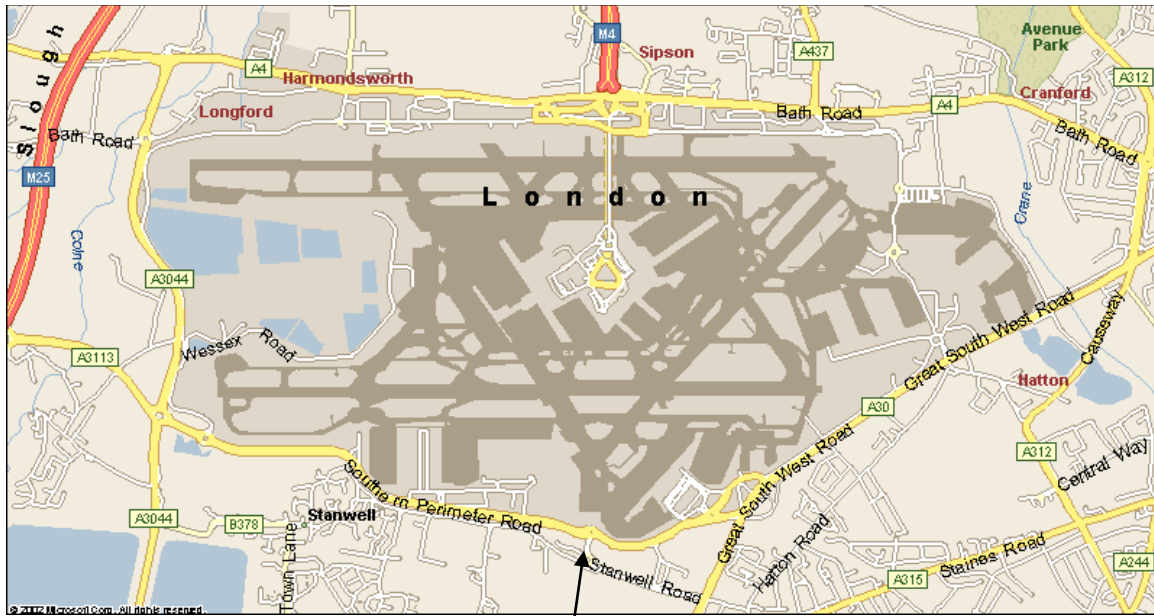 M4
Avenue Park
Sipson
A437
Slough
A4
Harmondsworth
A312
Longford
Cranford
A4
Bath Road
Bath Road
Bath Road
M25
London
Crane
Colne
A3044
Great South West Road
Wessex Road
A3113
Causeway
Hatton
A30
A312
Central Way
Great South West Road
Southern Perimeter Road
A3044
B378
Stanwell
Town Lane
Hatton Road
Staines Road
Stanwell Road
A315
A244
© 2002 Microsoft Corp. All rights reserved.